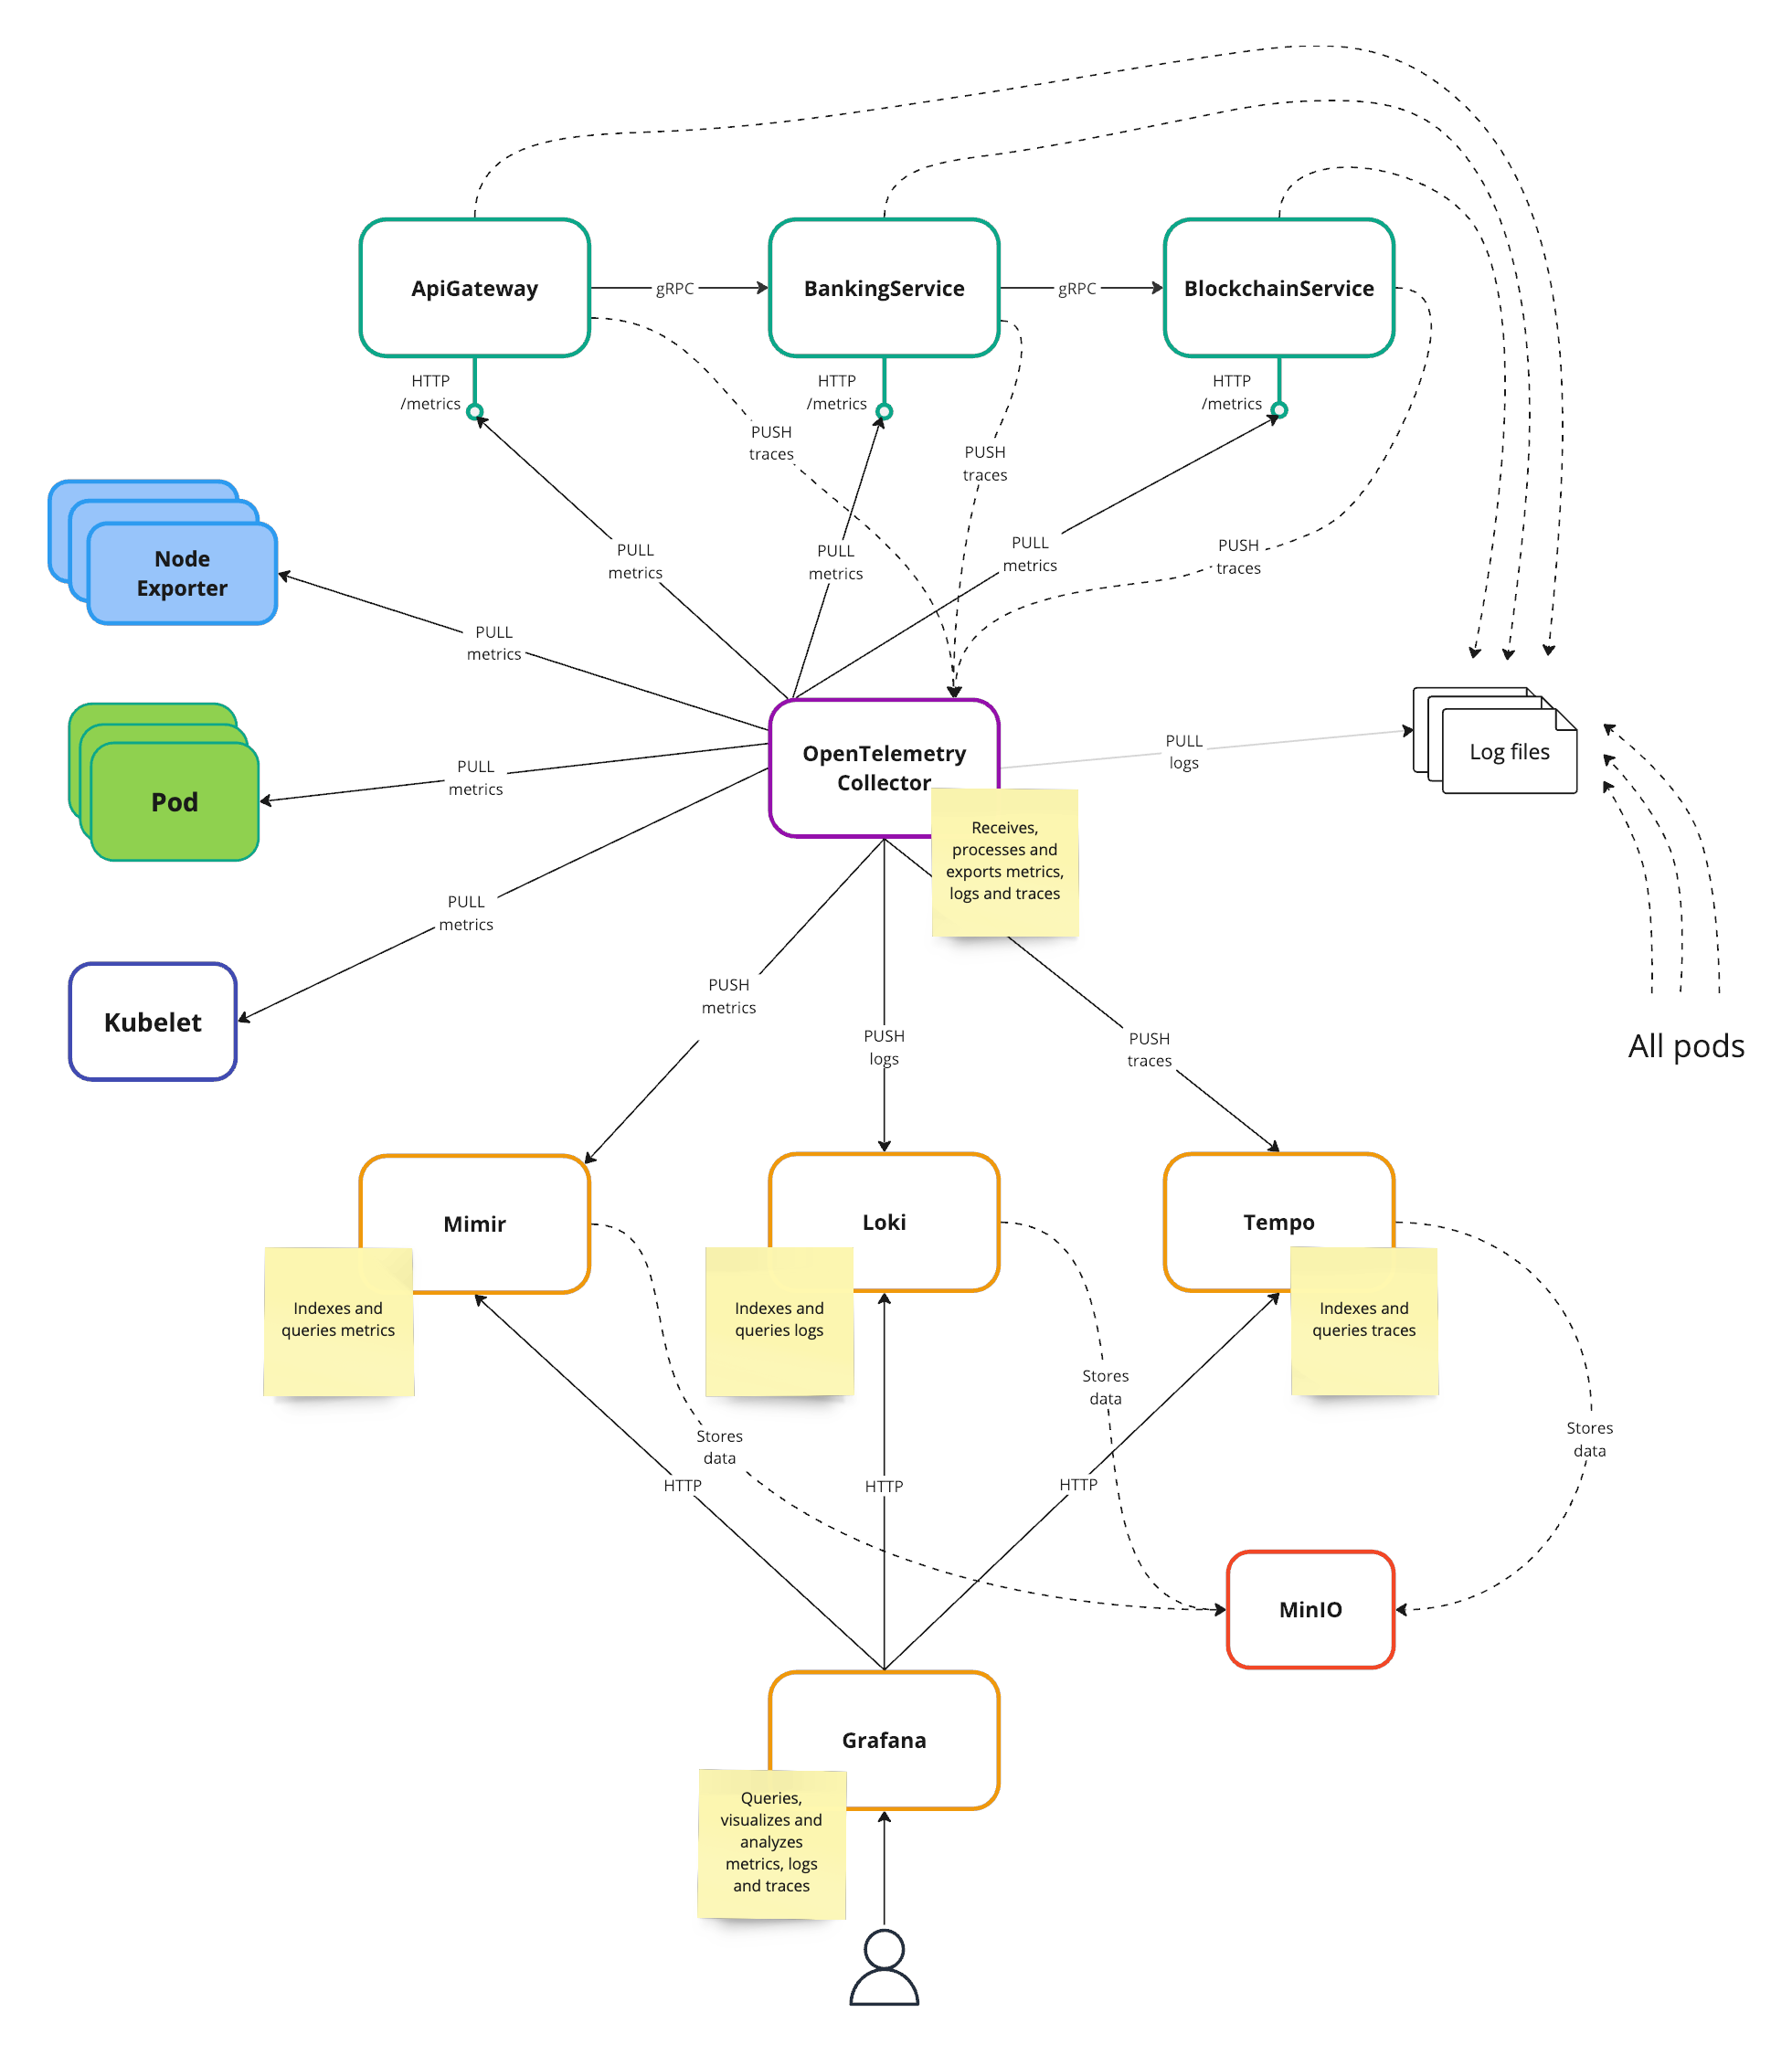 ApiGateway
gRPC
BankingService
gRPC
BlockchainService
HTTP
/metrics
HTTP
/metrics
HTTP
/metrics
PUSH
traces
PUSH
traces
PUSH
traces
PULL
metrics
PULL
metrics
PULL
metrics
Node
Exporter
PULL
metrics
Pod
PULL
metrics
OpenTelemetry
Collector
PULL
logs
Log files
Receives,
processes and
exports metrics,
logs and traces
PULL
metrics
Kubelet
PUSH
metrics
PUSH
logs
PUSH
traces
All pods
Mimir
Loki
Tempo
Indexes and
queries metrics
Indexes and
queries logs
Indexes and
queries traces
Stores
data
Stores
data
Stores
data
HTTP
HTTP
HTTP
MinIO
Grafana
Queries,
visualizes and
analyzes
metrics, logs
and traces